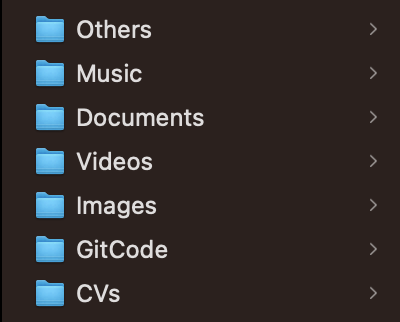 Others
Music
Documents
Videos
Images
GitCode
CVs